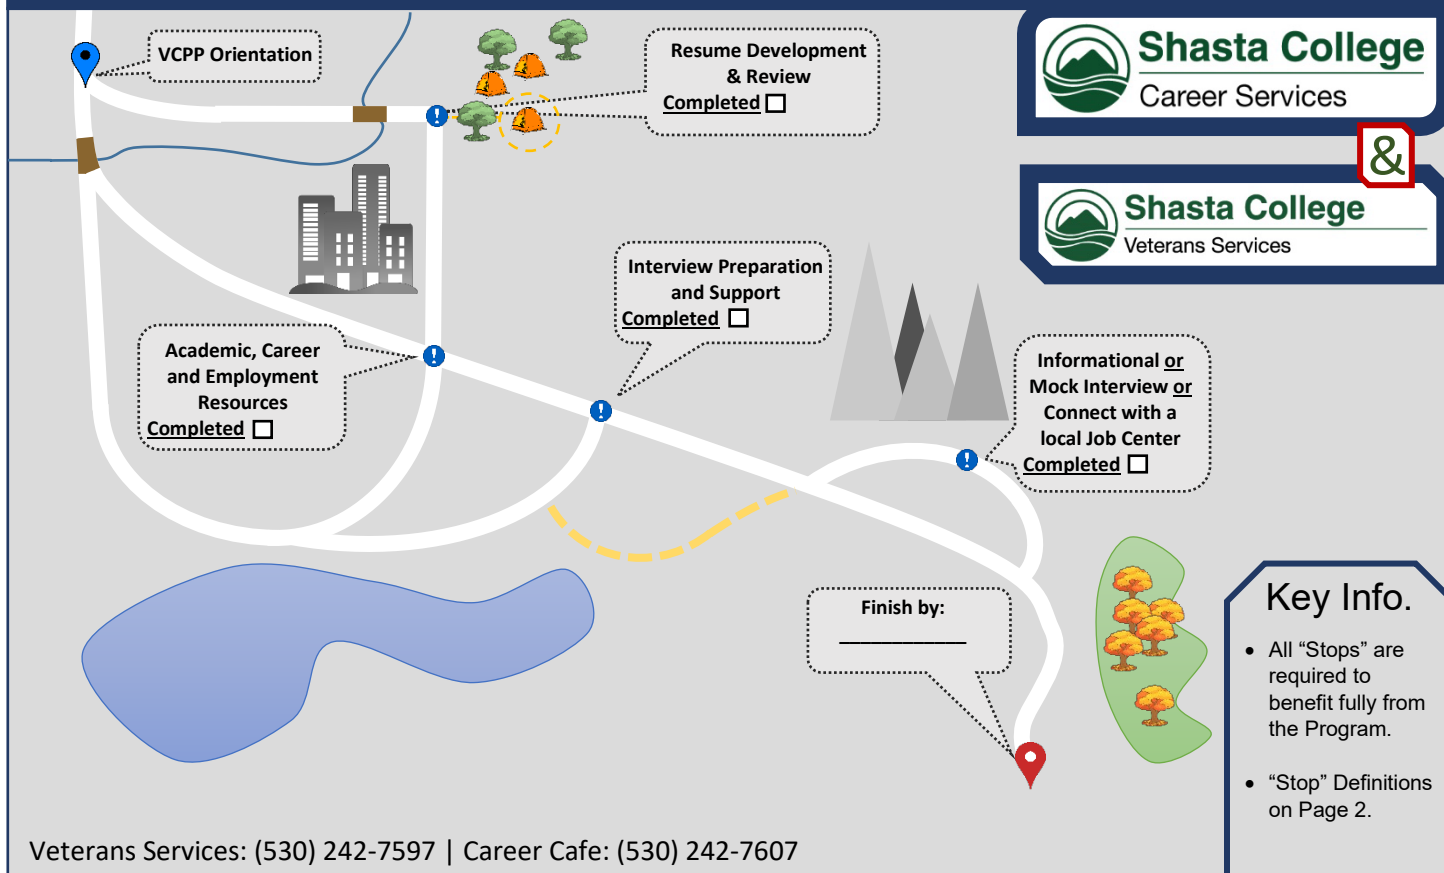 VCPP Orientation
Resume Development
& Review
Completed
Shasta College
Career Services
&
Shasta College
Veterans Services
Interview Preparation
and Support
Completed
Academic, Career
and Employment
Resources
Completed
Informational or
Mock Interview or
Connect with a
local Job Center
Completed
Finish by:
Key Info.
• All “Stops” are
required to
benefit fully from
the Program.
• “Stop” Definitions
on Page 2.
Veterans Services: (530) 242-7597 | Career Cafe: (530) 242-7607